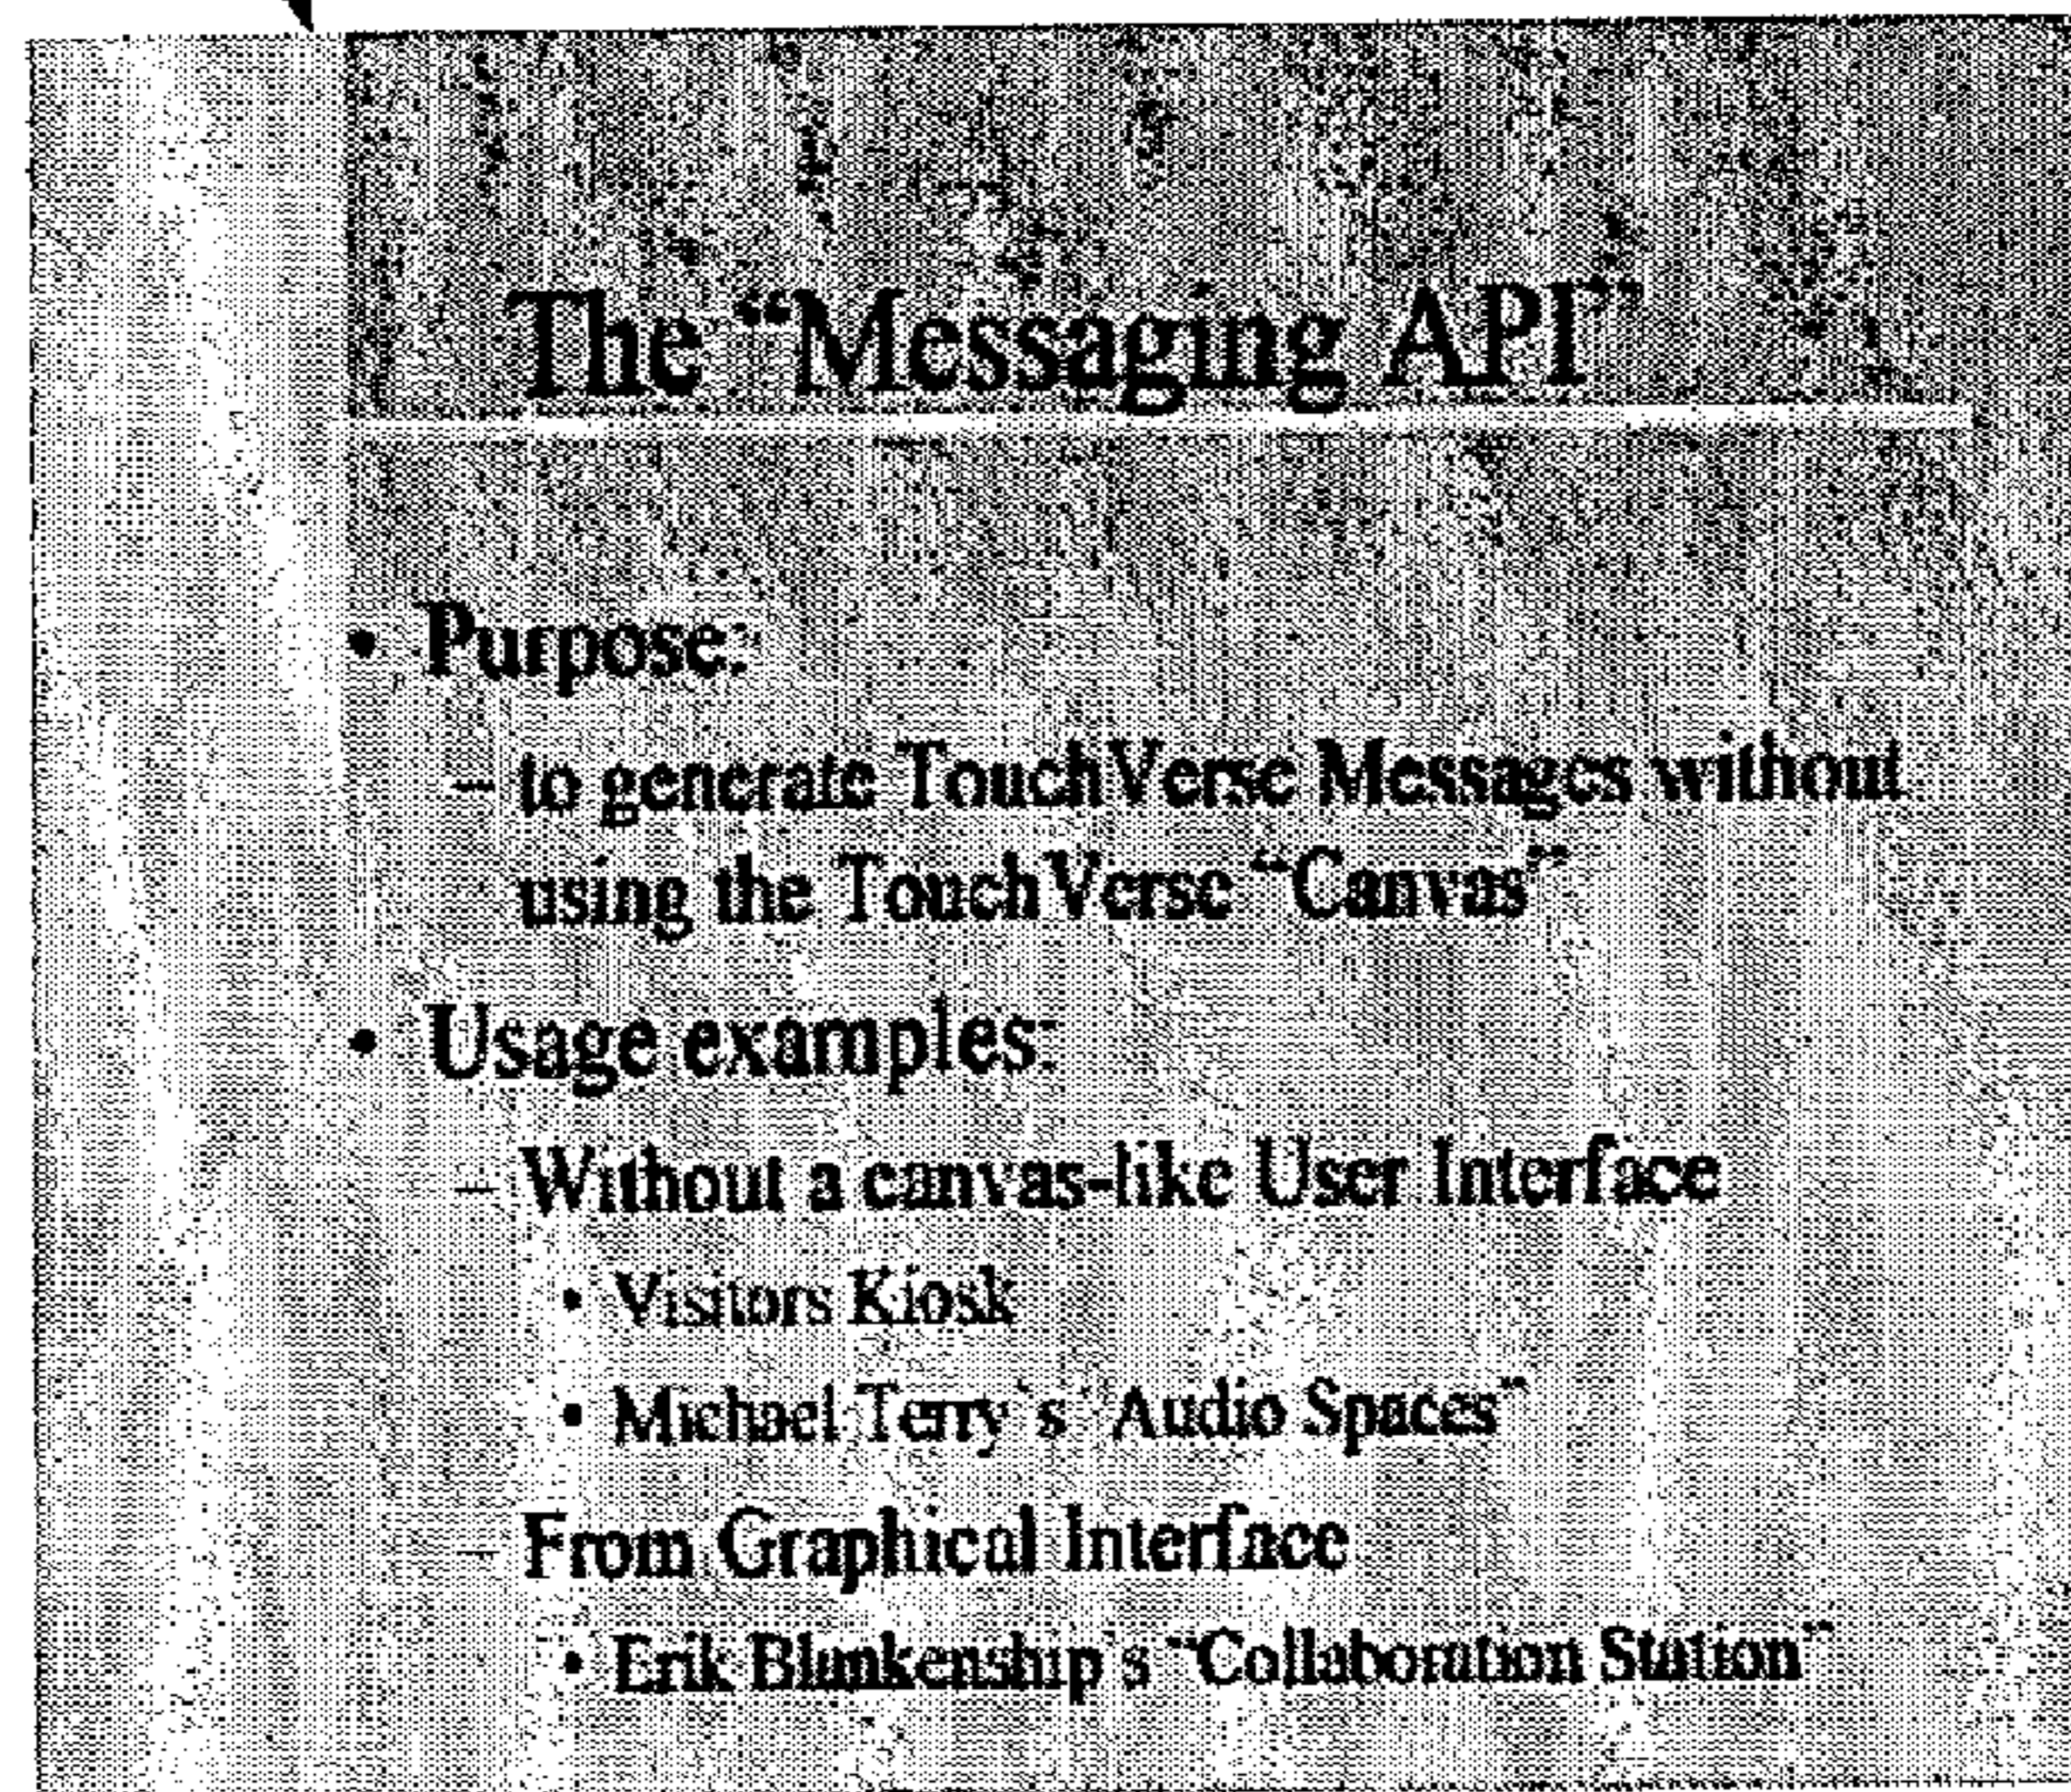 The “Messaging API”
• Purpose:
– to generate TouchVerse Messages without
using the TouchVerse “Canvas”
• Usage examples:
– Without a canvas-like User Interface
• Visitors Kiosk
• Michael Terry's “Audio Spaces”
– From Graphical Interface
• Erik Blankenship's “Collaboration Station”